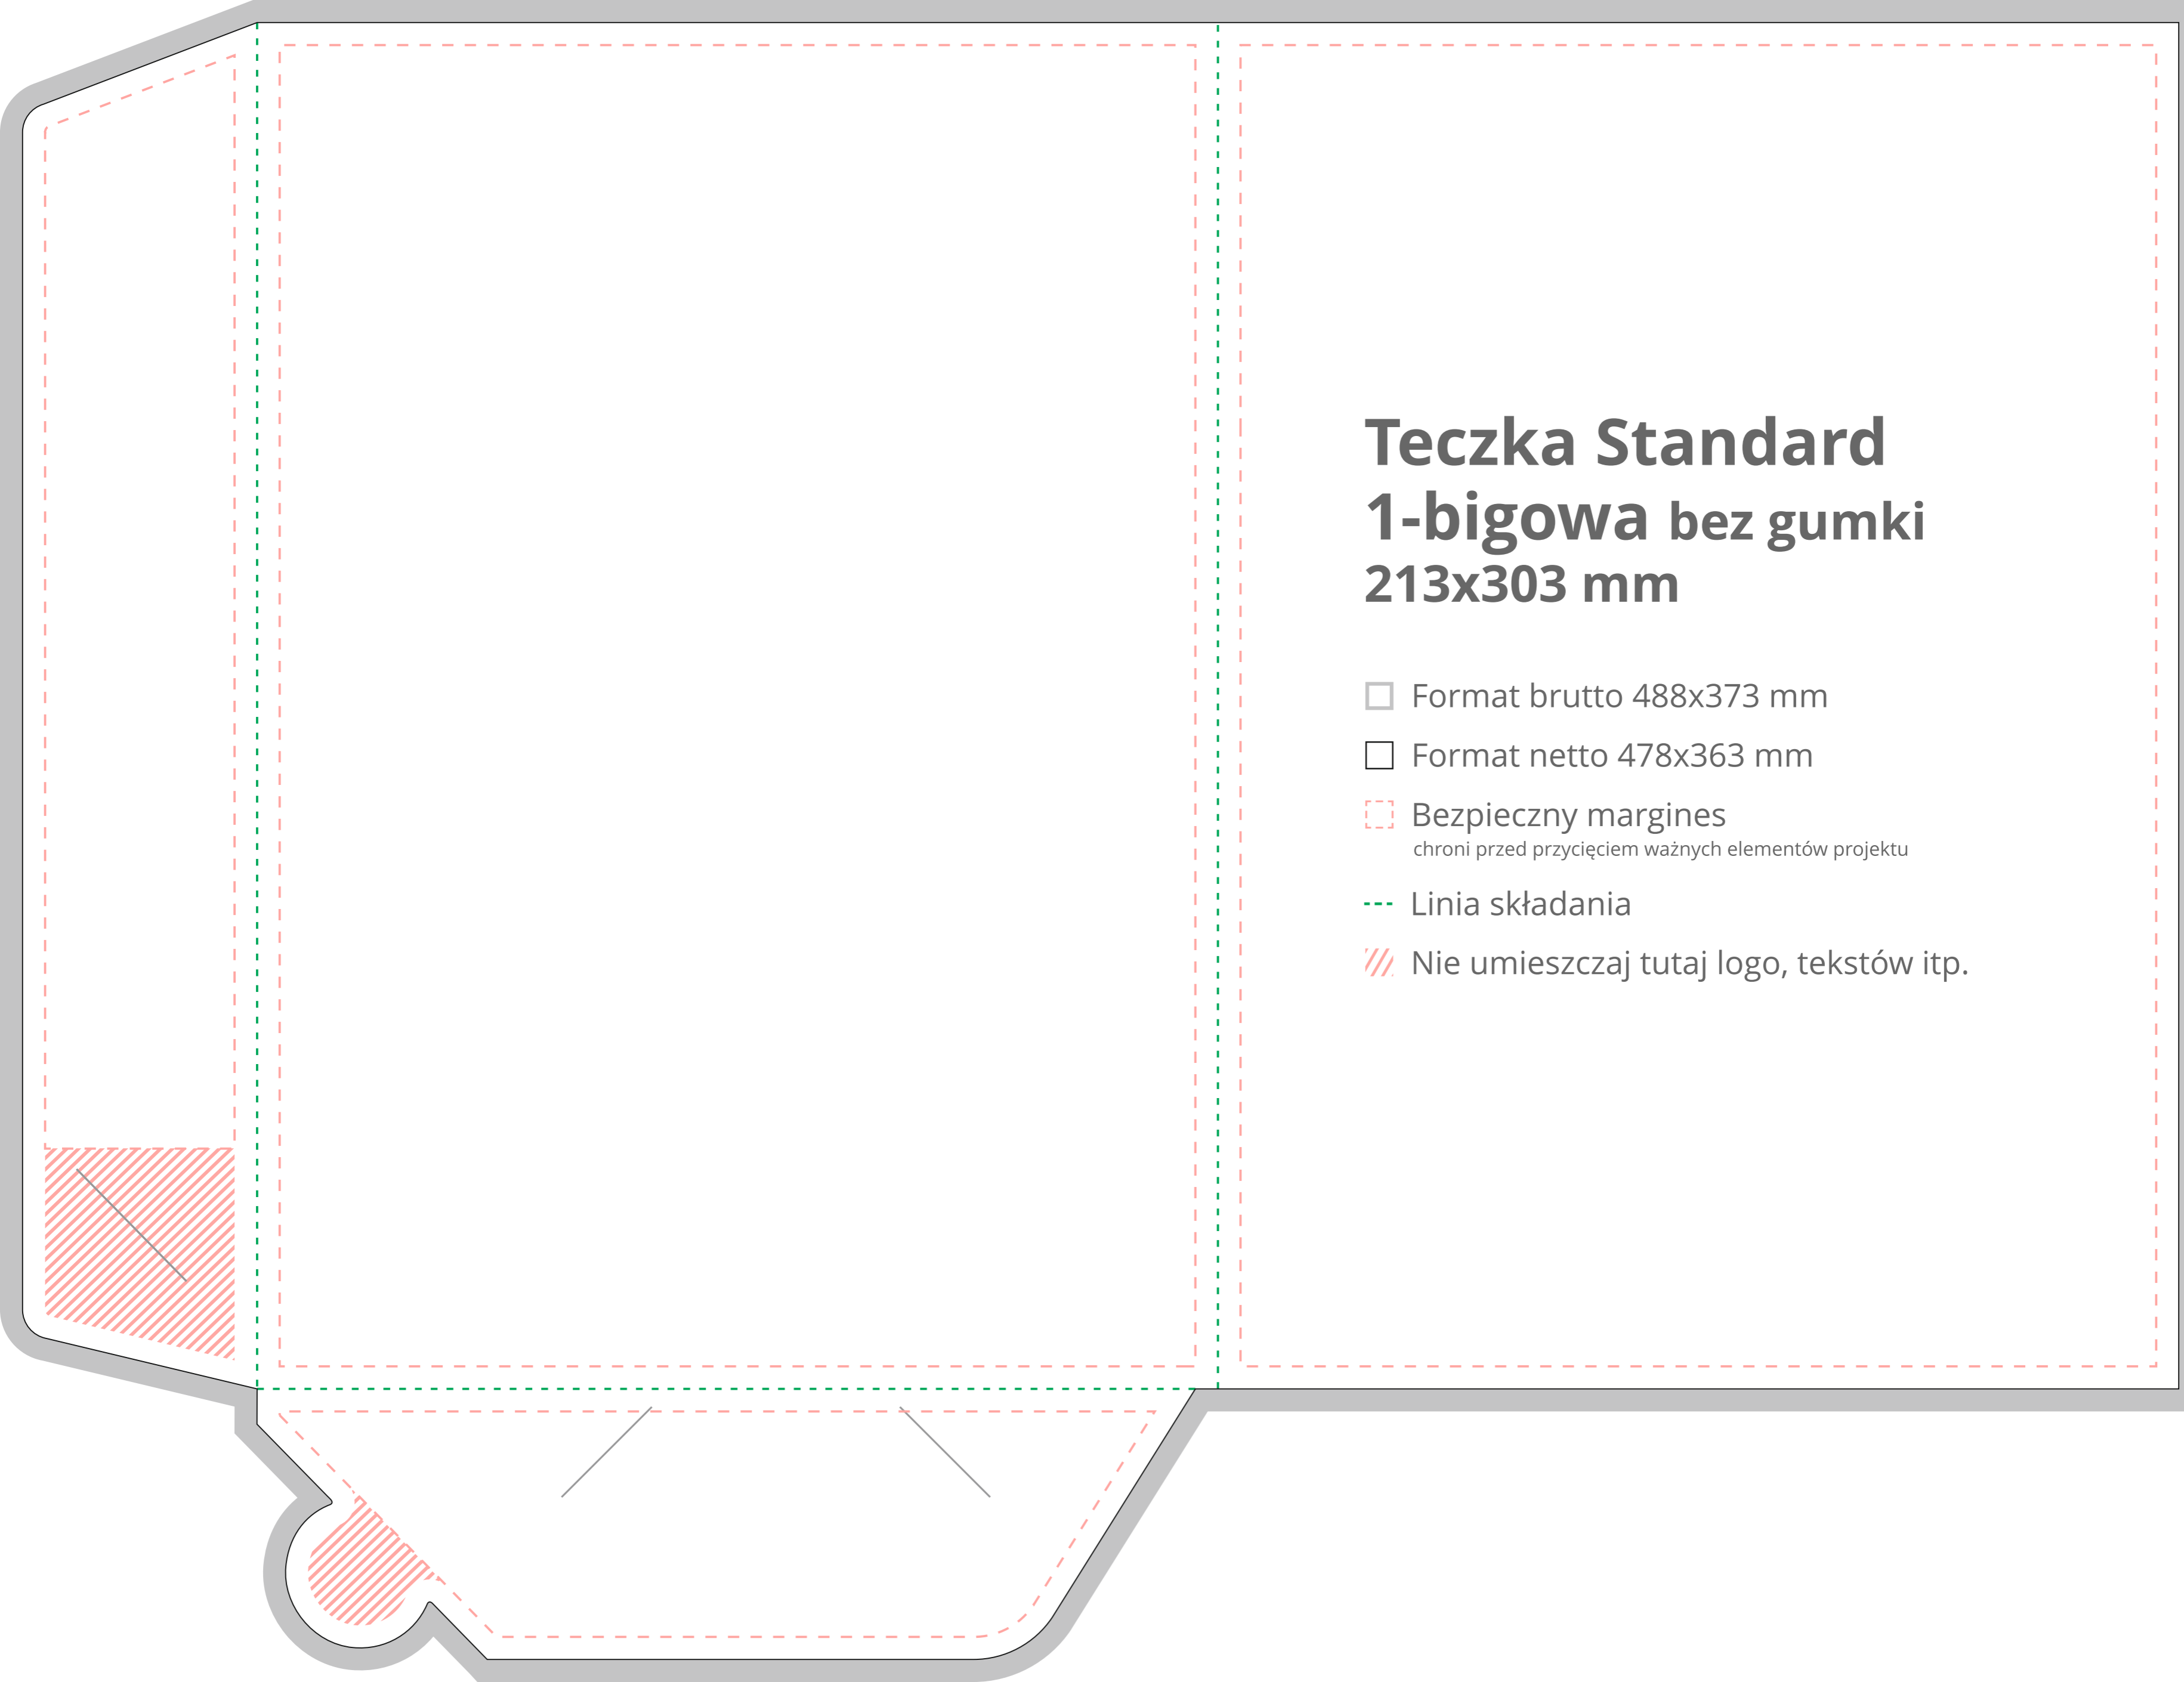 Teczka Standard
1-bigowa bez gumki
213x303 mm
Format brutto 488x373 mm
Format netto 478x363 mm
Bezpieczny margines
chroni przed przycięciem ważnych elementów projektu
Linia składania
Nie umieszczaj tutaj logo, tekstów itp.